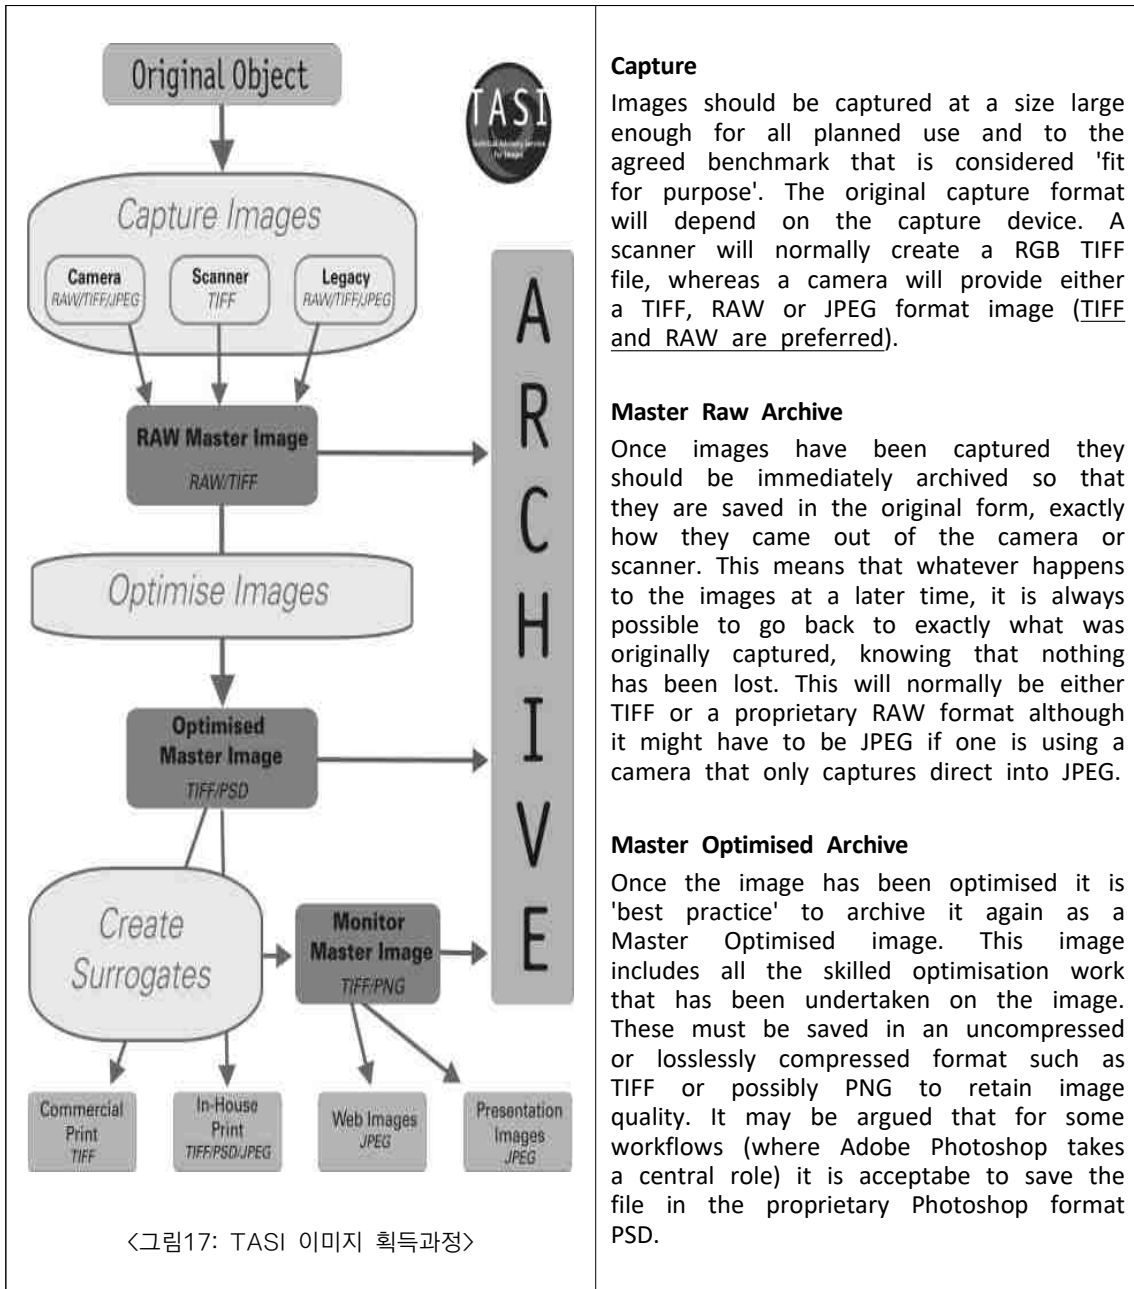 Original Object
TASI
Technical Advisory Service
for Images
Capture Images
Camera
RAW/TIFF/JPEG
Scanner
TIFF
Legacy
RAW/TIFF/JPEG
RAW Master Image
RAW/TIFF
Optimise Images
Optimised
Master Image
TIFF/PSD
Create
Surrogates
Monitor
Master Image
TIFF/PNG
Commercial
Print
TIFF
In-House
Print
TIFF/PSD/JPEG
Web Images
JPEG
Presentation
Images
JPEG
A
R
C
H
I
V
E
<그림17: TASI 이미지 획득과정>
Capture
Images should be captured at a size large
enough for all planned use and to the
agreed benchmark that is considered 'fit
for purpose'. The original capture format
will depend on the capture device. A
scanner will normally create a RGB TIFF
file, whereas a camera will provide either
a TIFF, RAW or JPEG format image (TIFF
and RAW are preferred).
Master Raw Archive
Once images have been captured they
should be immediately archived so that
they are saved in the original form, exactly
how they came out of the camera or
scanner. This means that whatever happens
to the images at a later time, it is always
possible to go back to exactly what was
originally captured, knowing that nothing
has been lost. This will normally be either
TIFF or a proprietary RAW format although
it might have to be JPEG if one is using a
camera that only captures direct into JPEG.
Master Optimised Archive
Once the image has been optimised it is
'best practice' to archive it again as a
Master Optimised image. This image
includes all the skilled optimisation work
that has been undertaken on the image.
These must be saved in an uncompressed
or losslessly compressed format such as
TIFF or possibly PNG to retain image
quality. It may be argued that for some
workflows (where Adobe Photoshop takes
a central role) it is acceptabe to save the
file in the proprietary Photoshop format
PSD.